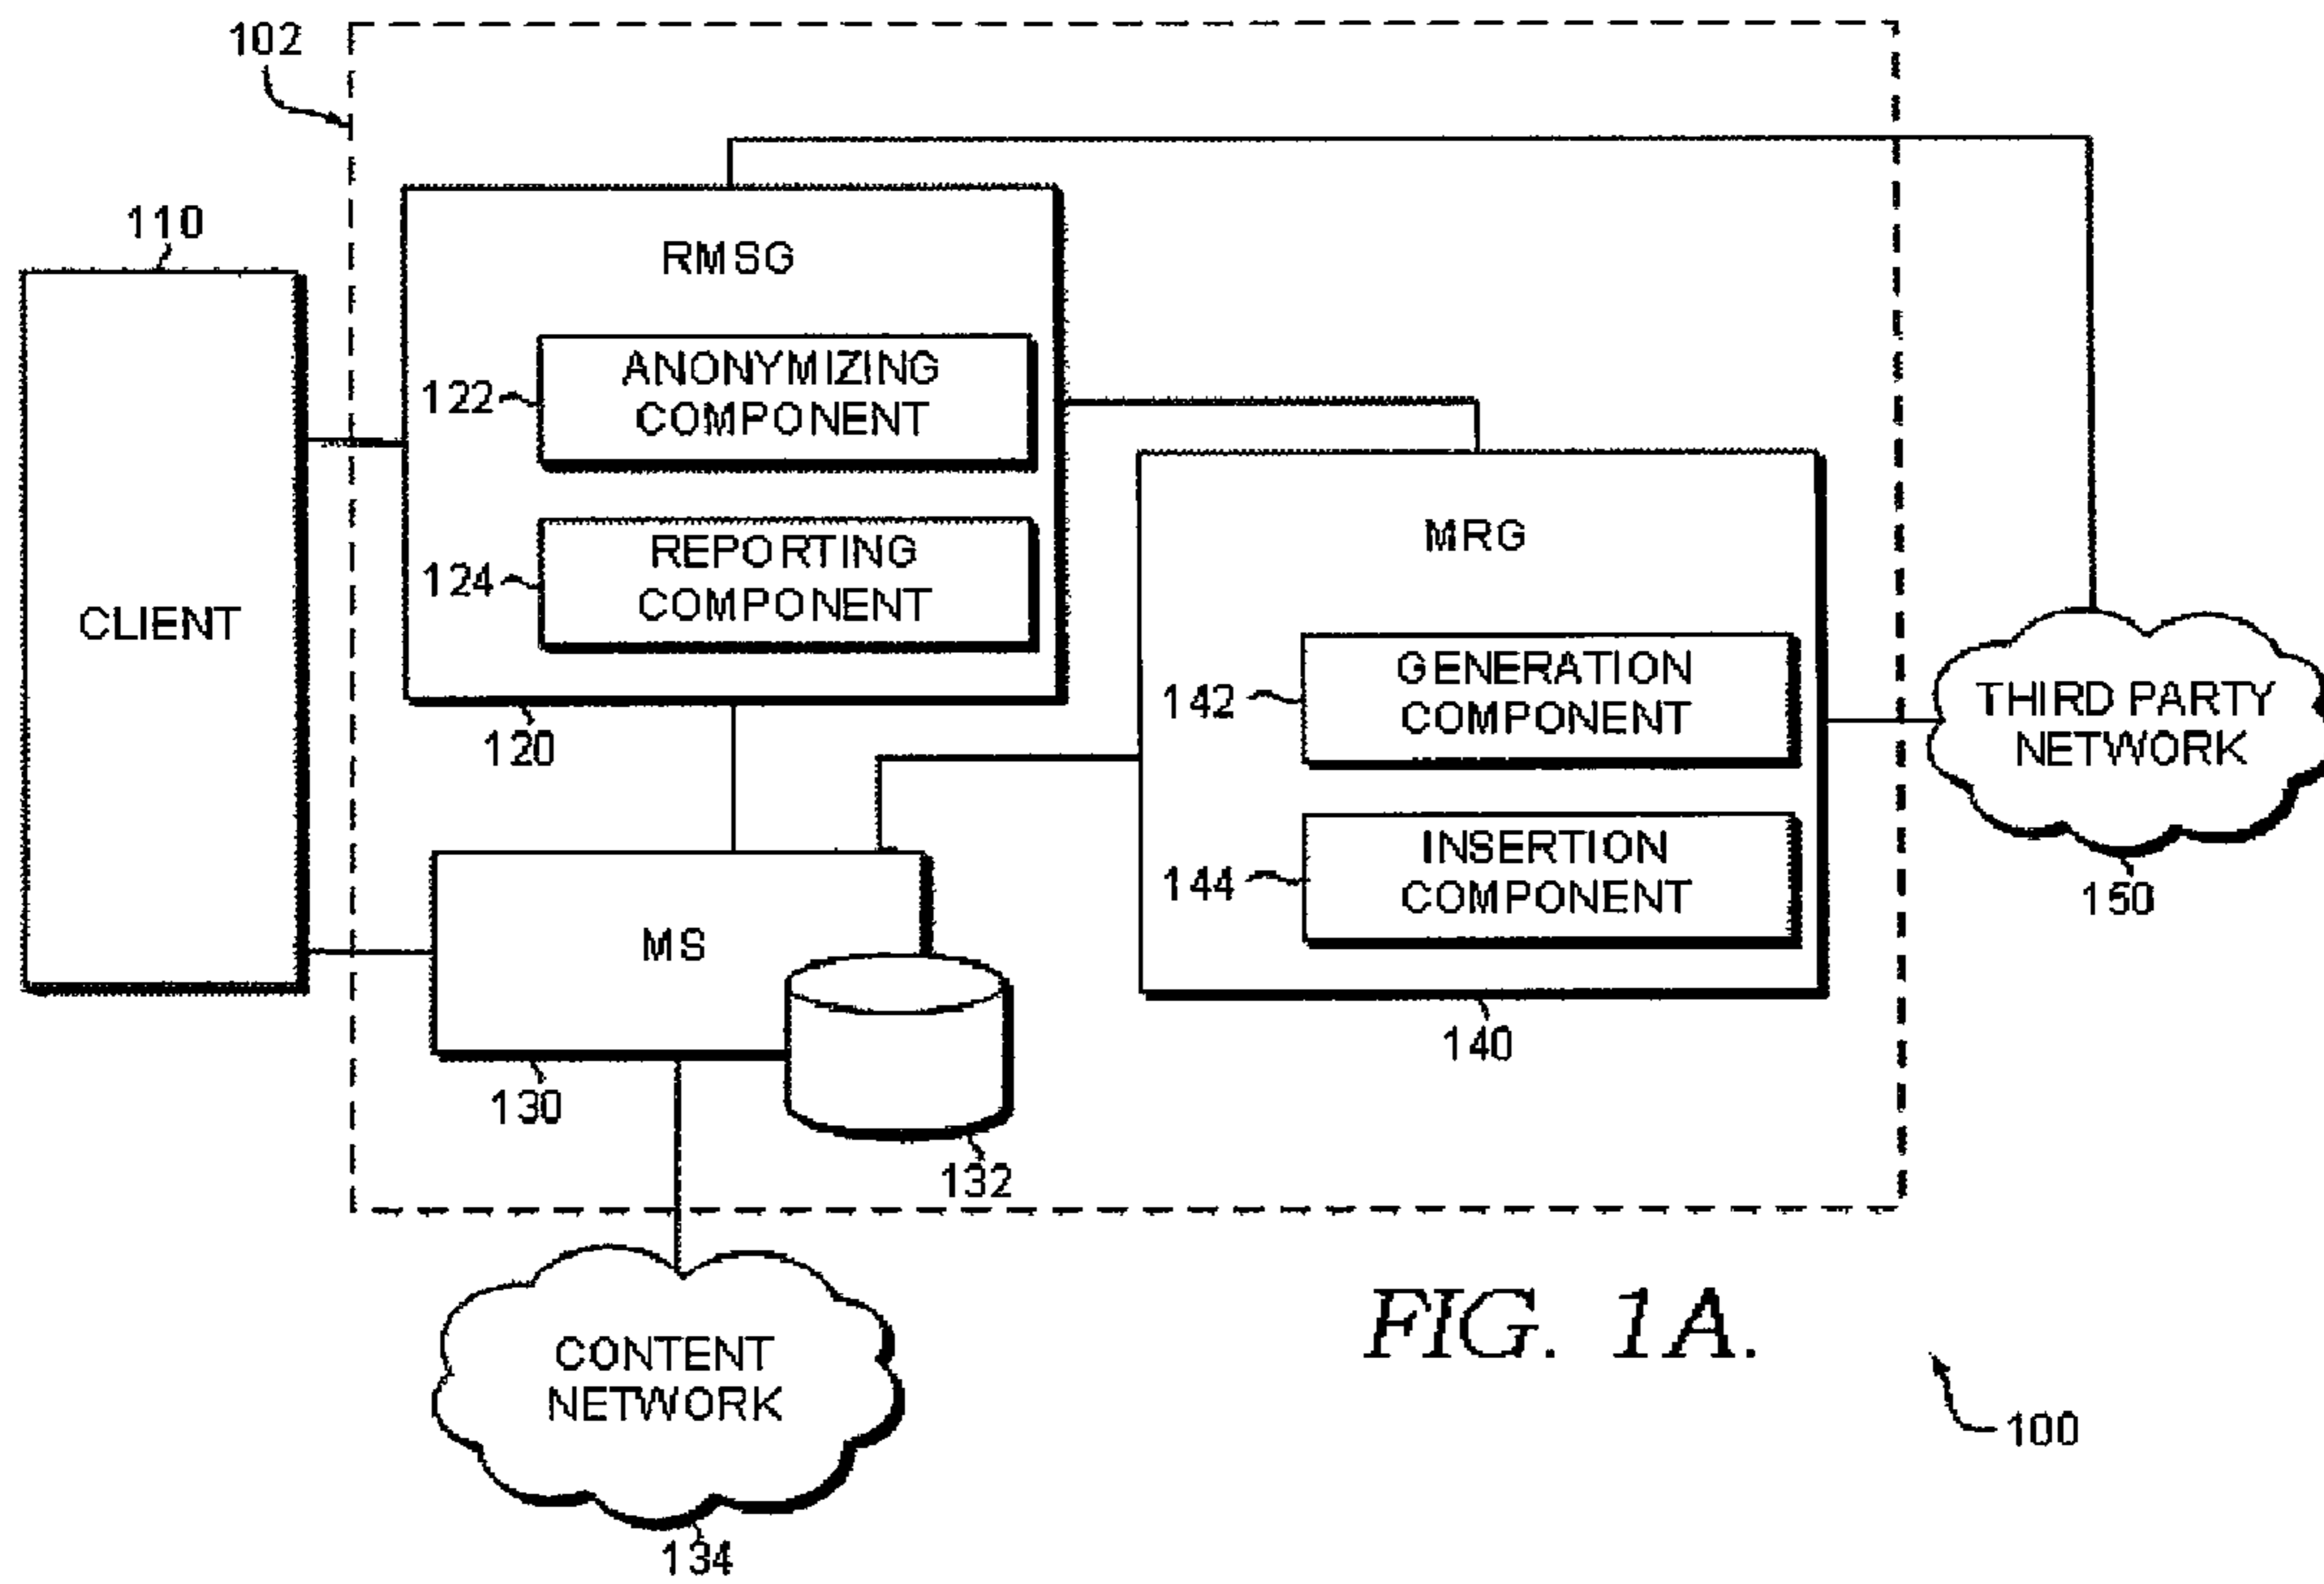 102
110
RMSG
ANONYMIZING
COMPONENT
122
REPORTING
COMPONENT
124
CLIENT
120
MRG
GENERATION
COMPONENT
142
INSERTION
COMPONENT
144
140
THIRD PARTY
NETWORK
150
MS
130
132
CONTENT
NETWORK
134
FIG. 1A.
100